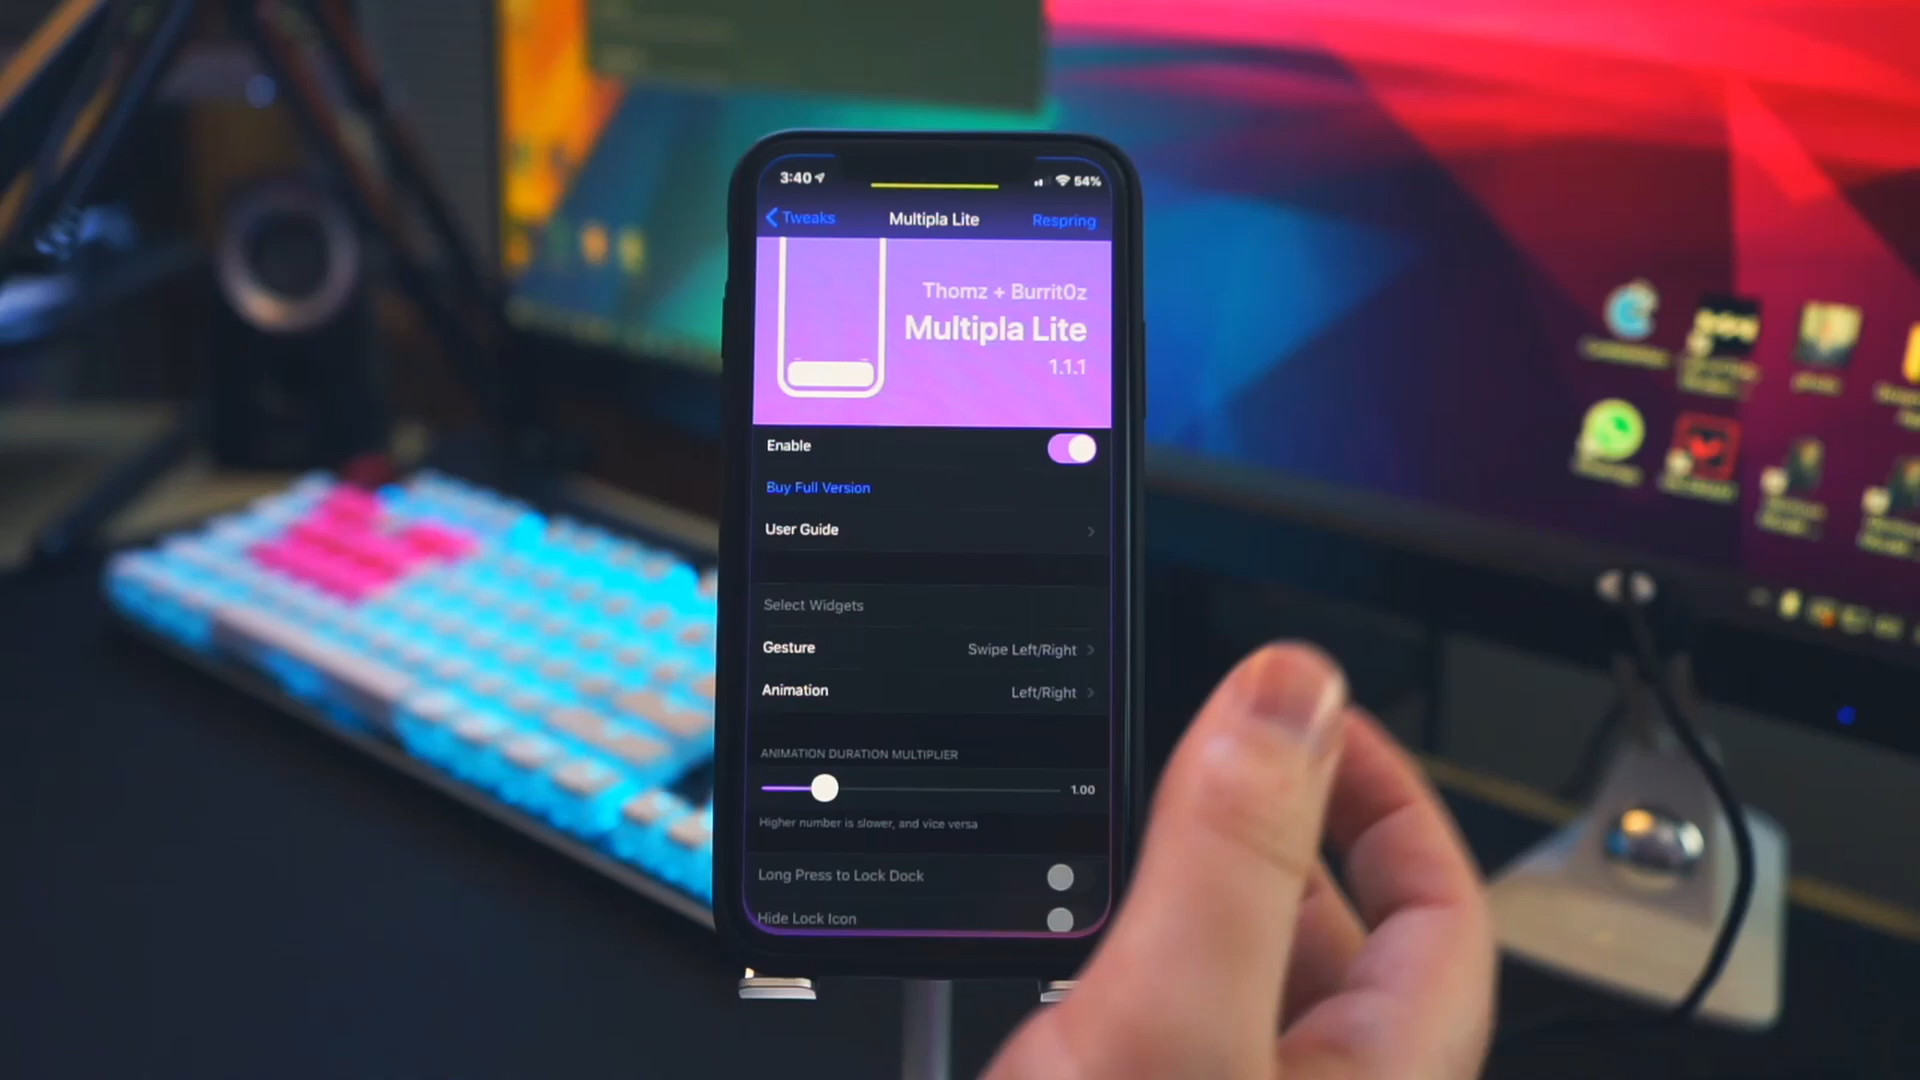 3:40
54%
Tweaks
Multipla Lite
Respring
Thomz + Burrit0z
Multipla Lite
1.1.1
Enable
Buy Full Version
User Guide
Select Widgets
Gesture
Swipe Left/Right
Animation
Left/Right
ANIMATION DURATION MULTIPLIER
1.00
Higher number is slower, and vice versa
Long Press to Lock Dock
Hide Lock Icon